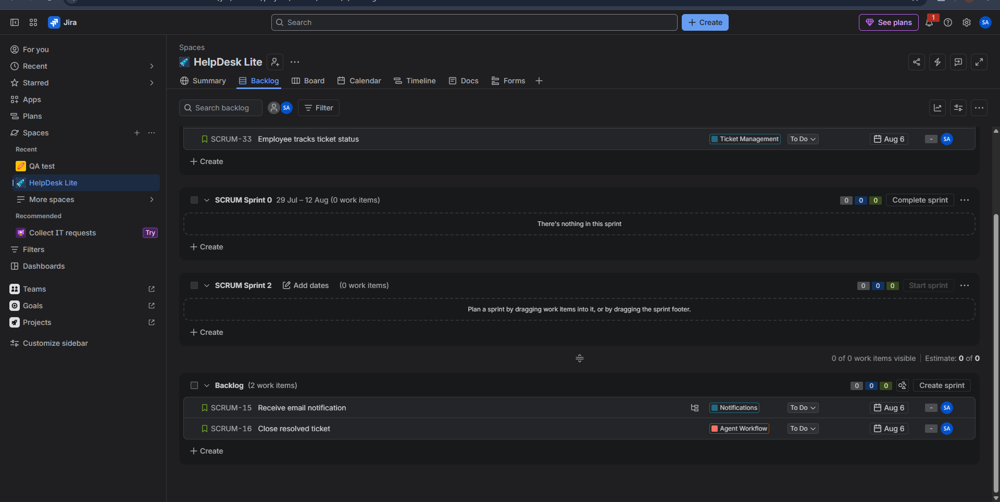 Jira
Search
Create
See plans
1
SA
For you
Recent
Starred
Apps
Plans
Spaces
Recent
QA test
HelpDesk Lite
More spaces
Recommended
Collect IT requests
Try
Filters
Dashboards
Teams
Goals
Projects
Customize sidebar
Spaces
HelpDesk Lite
Summary
Backlog
Board
Calendar
Timeline
Docs
Forms
Search backlog
SA
Filter
SCRUM-33 Employee tracks ticket status Ticket Management To Do Aug 6 - SA
Create
SCRUM Sprint 0 29 Jul – 12 Aug (0 work items) 0 0 0 Complete sprint
There's nothing in this sprint
Create
SCRUM Sprint 2 Add dates (0 work items) 0 0 0 Start sprint
Plan a sprint by dragging work items into it, or by dragging the sprint footer.
Create
0 of 0 work items visible Estimate: 0 of 0
Backlog (2 work items) 0 0 0 Create sprint
SCRUM-15 Receive email notification Notifications To Do Aug 6 - SA
SCRUM-16 Close resolved ticket Agent Workflow To Do Aug 6 - SA
Create